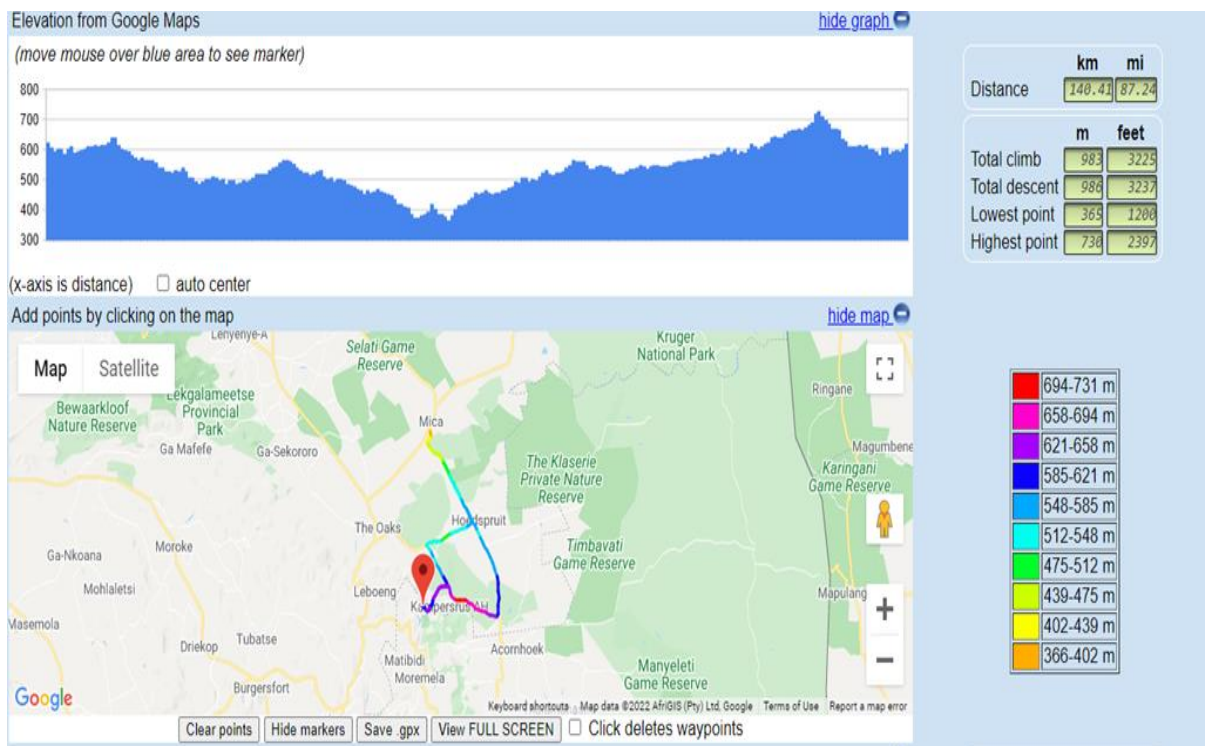 Elevation from Google Maps
hide graph
(move mouse over blue area to see marker)
800
700
600
500
400
300
(x-axis is distance) auto center
km mi
Distance 140.41 87.24
m feet
Total climb 983 3225
Total descent 986 3237
Lowest point 365 1200
Highest point 730 2397
Add points by clicking on the map
hide map
Map Satellite
Lenyenye-A
Selati Game
Reserve
Kruger
National Park
Ringane
Lekgalameetse
Provincial
Park
Bewaarkloof
Nature Reserve
Mica
Ga Mafefe
Ga-Sekororo
Magumbene
The Klaserie
Private Nature
Reserve
Karingani
Game Reserve
The Oaks
Hoedspruit
Ga-Nkoana
Moroke
Timbavati
Game Reserve
Mohlaletsi
Leboeng
Kampersrus AH
Mapulang
Masemola
Driekop
Tubatse
Acornhoek
Matibidi
Moremela
Manyeleti
Game Reserve
Burgersfort
Google
Keyboard shortcuts Map data ©2022 AfriGIS (Pty) Ltd, Google Terms of Use Report a map error
694-731 m
658-694 m
621-658 m
585-621 m
548-585 m
512-548 m
475-512 m
439-475 m
402-439 m
366-402 m
Clear points Hide markers Save .gpx View FULL SCREEN Click deletes waypoints